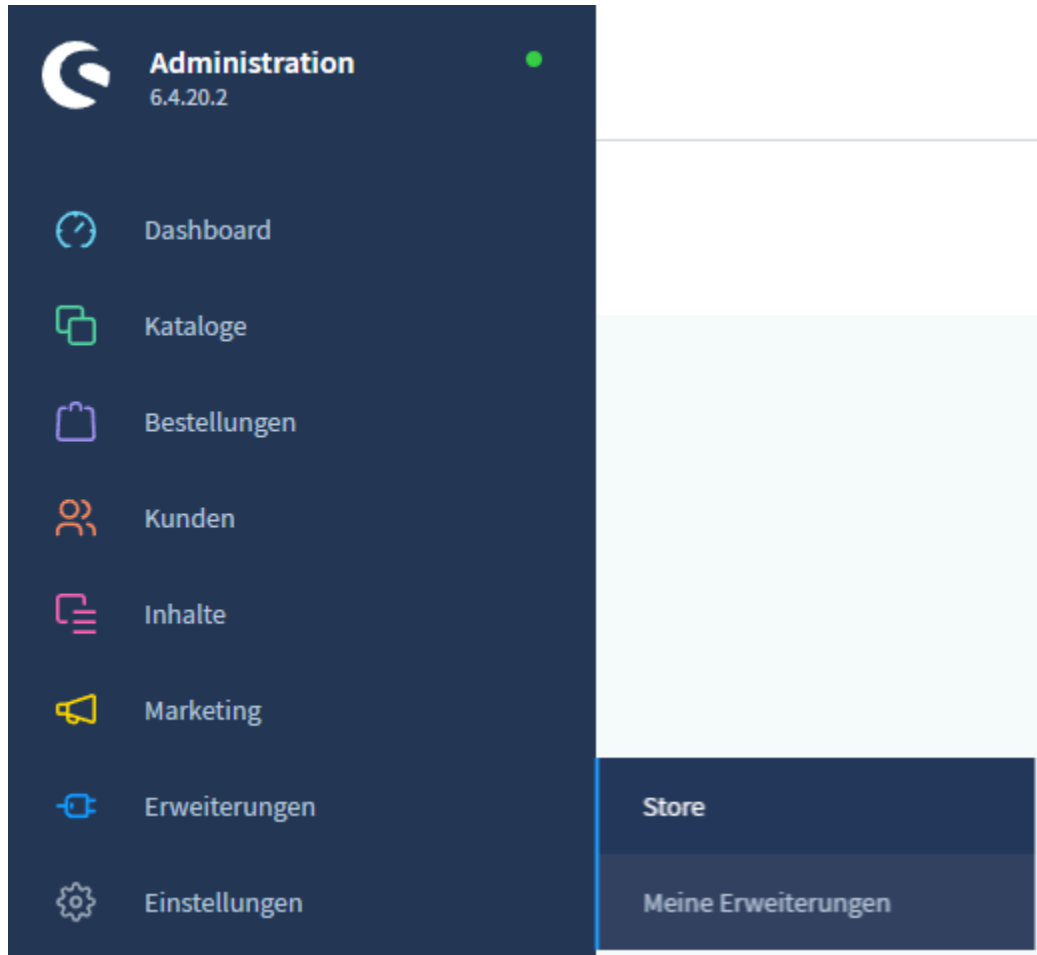 Administration
6.4.20.2
Dashboard
Kataloge
Bestellungen
Kunden
Inhalte
Marketing
Erweiterungen
Store
Einstellungen
Meine Erweiterungen